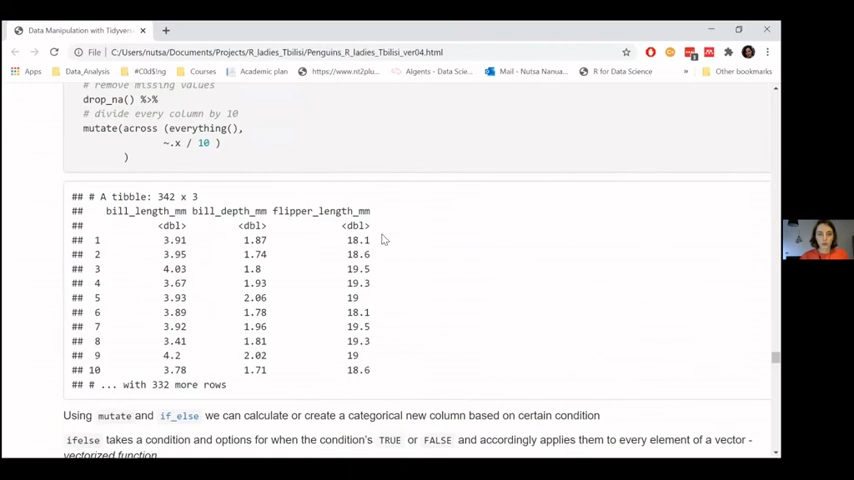 Data Manipulation with Tidyvers
File
C:/Users/nutsa/Documents/Projects/R_ladies_Tbilisi/Penguins_R_ladies_Tbilisi_ver04.html
Apps
Data_Analysis
#C0d$!ng
Courses
Academic plan
https://www.nt2plu...
Algents - Data Scie...
Mail - Nutsa Nanua...
R for Data Science
»
Other bookmarks
# remove missing values
drop_na() %>%
# divide every column by 10
mutate(across (everything(),
~.x / 10 )
)
## # A tibble: 342 x 3
## bill_length_mm bill_depth_mm flipper_length_mm
## <dbl> <dbl> <dbl>
## 1 3.91 1.87 18.1
## 2 3.95 1.74 18.6
## 3 4.03 1.8 19.5
## 4 3.67 1.93 19.3
## 5 3.93 2.06 19
## 6 3.89 1.78 18.1
## 7 3.92 1.96 19.5
## 8 3.41 1.81 19.3
## 9 4.2 2.02 19
## 10 3.78 1.71 18.6
## # ... with 332 more rows
Using mutate and if_else we can calculate or create a categorical new column based on certain condition
ifelse takes a condition and options for when the condition's TRUE or FALSE and accordingly applies them to every element of a vector -
vectorized function